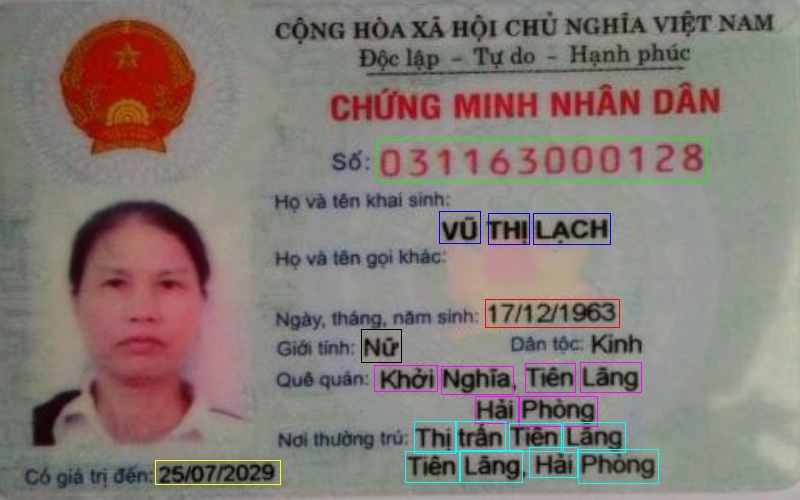 CỘNG HÒA XÃ HỘI CHỦ NGHĨA VIỆT NAM
Độc lập - Tự do - Hạnh phúc
CHỨNG MINH NHÂN DÂN
Số: 031163000128
Họ và tên khai sinh:
VŨ THỊ LẠCH
Họ và tên gọi khác:
Ngày, tháng, năm sinh: 17/12/1963
Giới tính: Nữ Dân tộc: Kinh
Quê quán: Khởi Nghĩa, Tiên Lãng
Hải Phòng
Nơi thường trú: Thị trấn Tiên Lãng
Tiên Lãng, Hải Phòng
Có giá trị đến: 25/07/2029